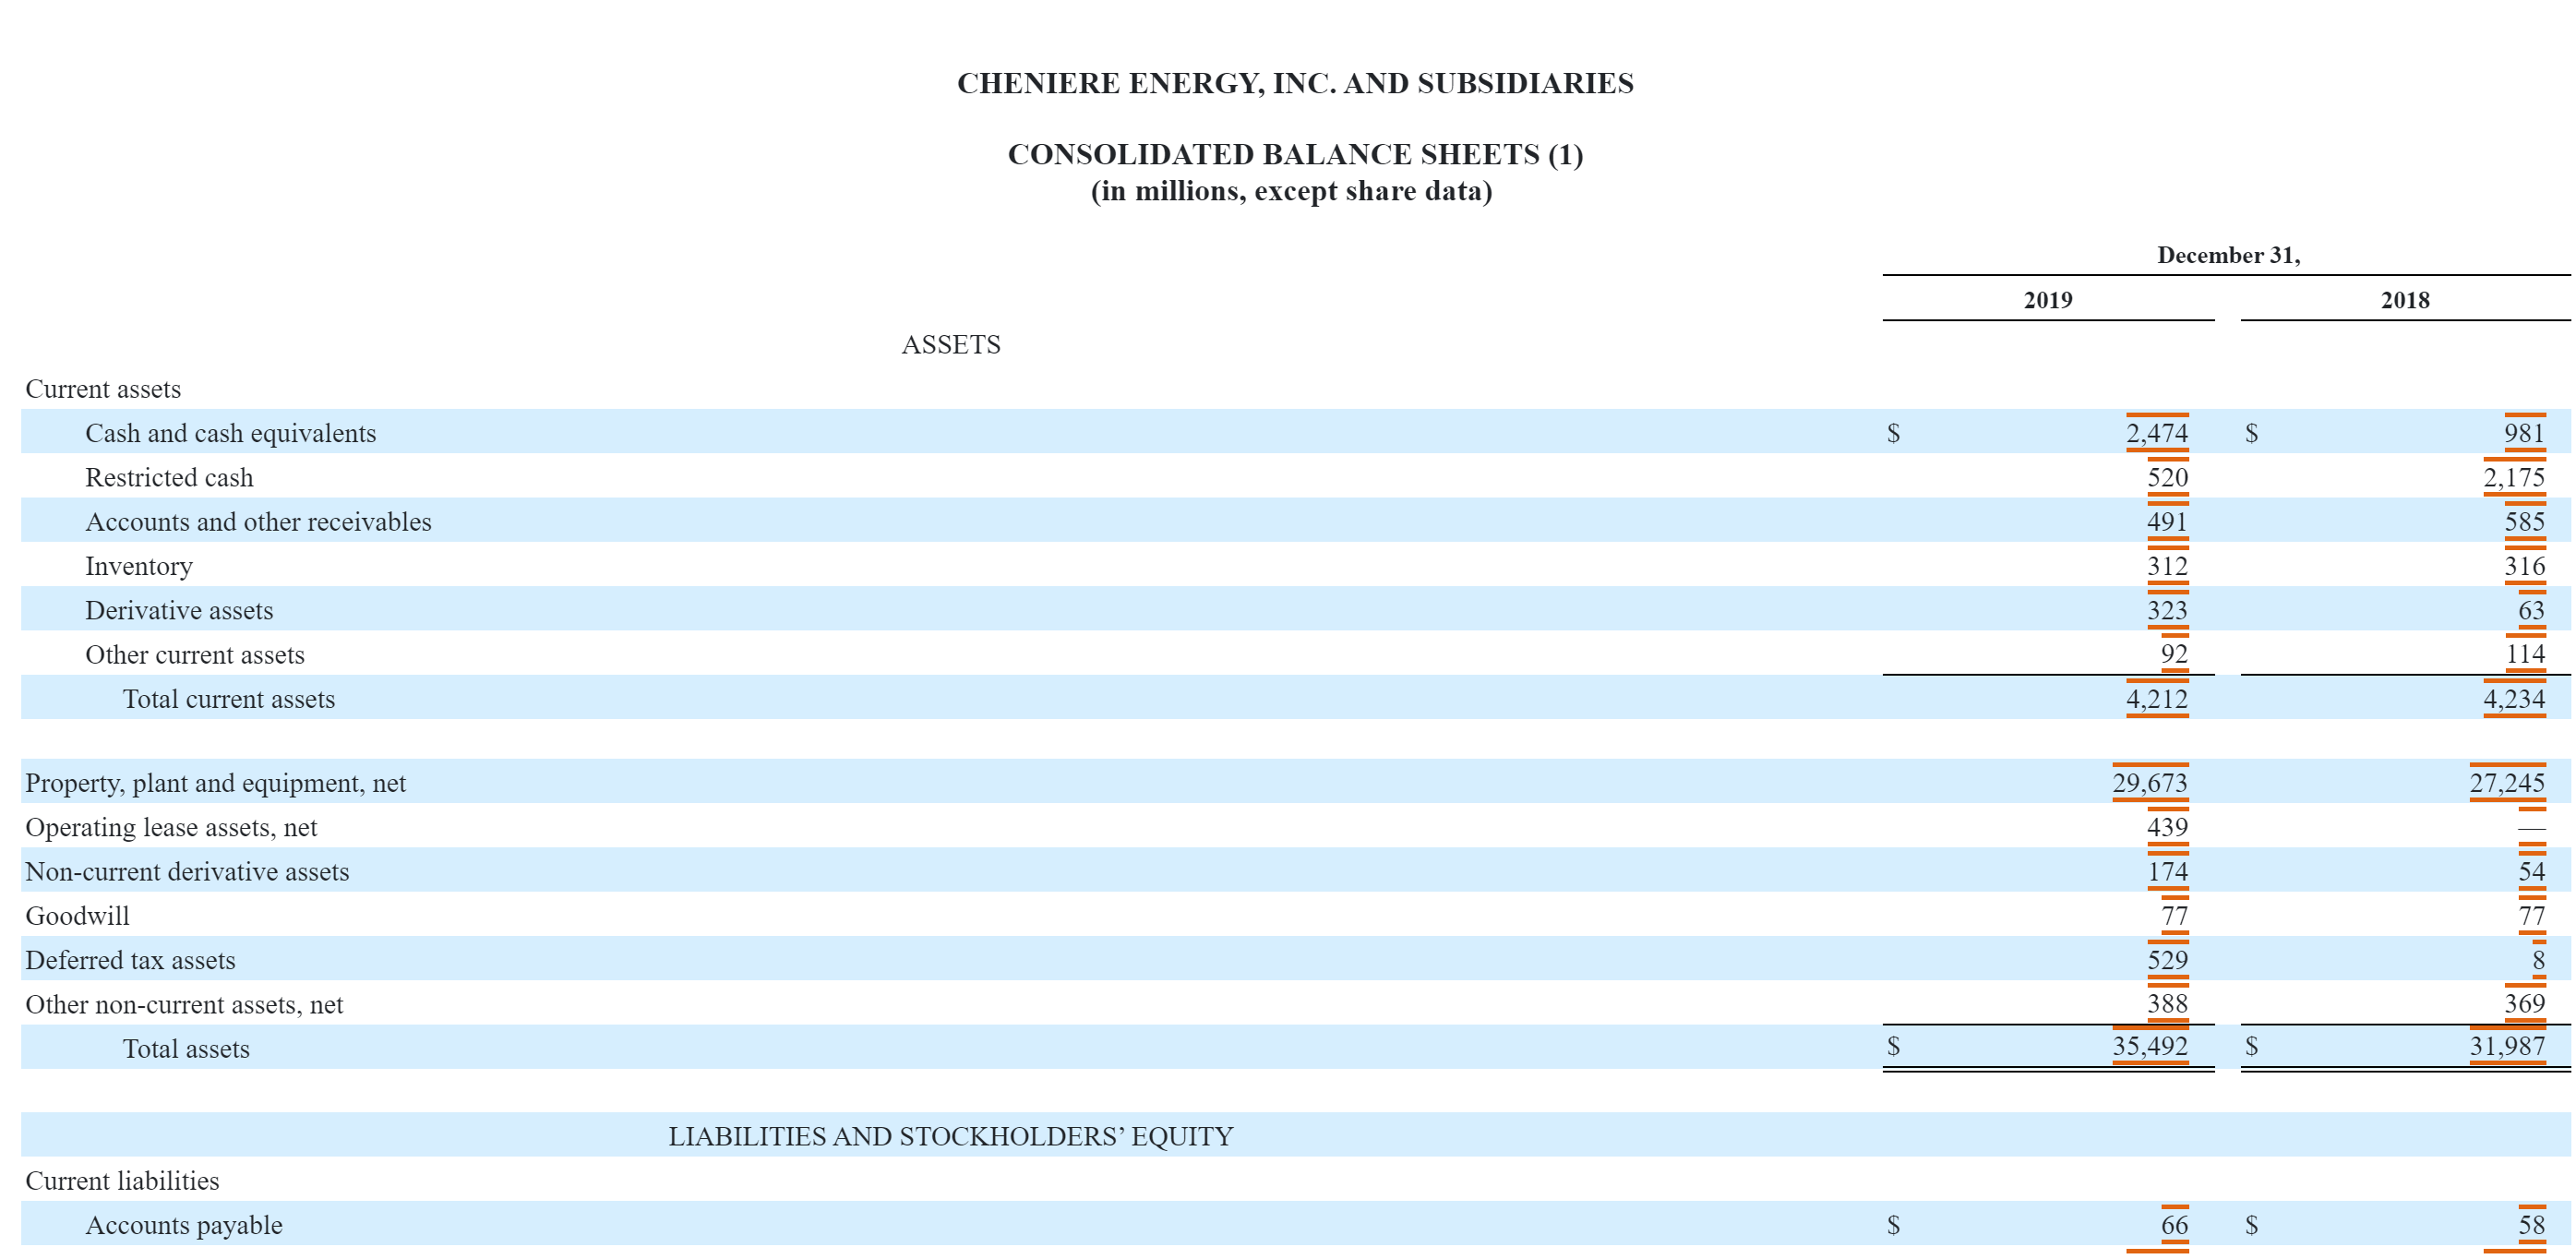 CHENIERE ENERGY, INC. AND SUBSIDIARIES
CONSOLIDATED BALANCE SHEETS (1)
(in millions, except share data)
December 31,
2019 2018
ASSETS
Current assets
Cash and cash equivalents $ 2,474 $ 981
Restricted cash 520 2,175
Accounts and other receivables 491 585
Inventory 312 316
Derivative assets 323 63
Other current assets 92 114
Total current assets 4,212 4,234
Property, plant and equipment, net 29,673 27,245
Operating lease assets, net 439 —
Non-current derivative assets 174 54
Goodwill 77 77
Deferred tax assets 529 8
Other non-current assets, net 388 369
Total assets $ 35,492 $ 31,987
LIABILITIES AND STOCKHOLDERS’ EQUITY
Current liabilities
Accounts payable $ 66 $ 58